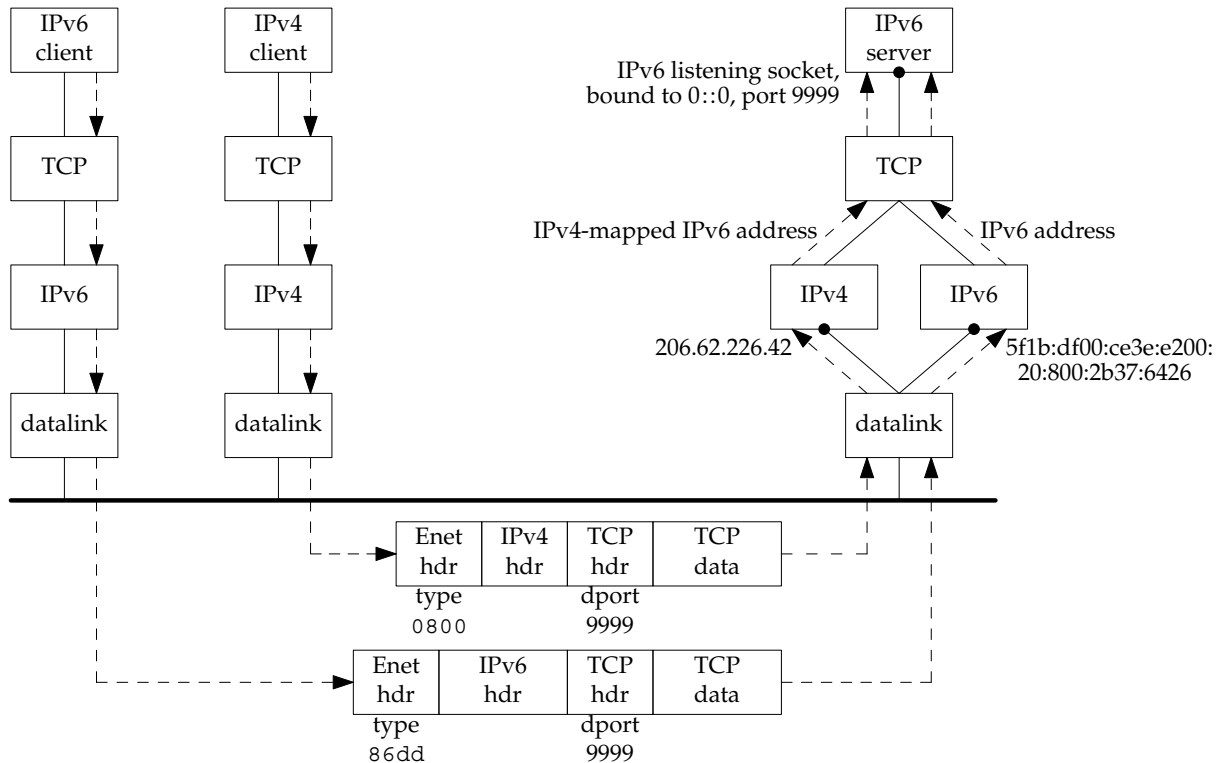 IPv6
client
IPv4
client
IPv6
server
IPv6 listening socket,
bound to 0::0, port 9999
TCP
TCP
TCP
IPv4-mapped IPv6 address
IPv6 address
IPv6
IPv4
IPv4
IPv6
206.62.226.42
5f1b:df00:ce3e:e200:
20:800:2b37:6426
datalink
datalink
datalink
Enet
hdr
IPv4
hdr
TCP
hdr
TCP
data
type
0800
dport
9999
Enet
hdr
IPv6
hdr
TCP
hdr
TCP
data
type
86dd
dport
9999